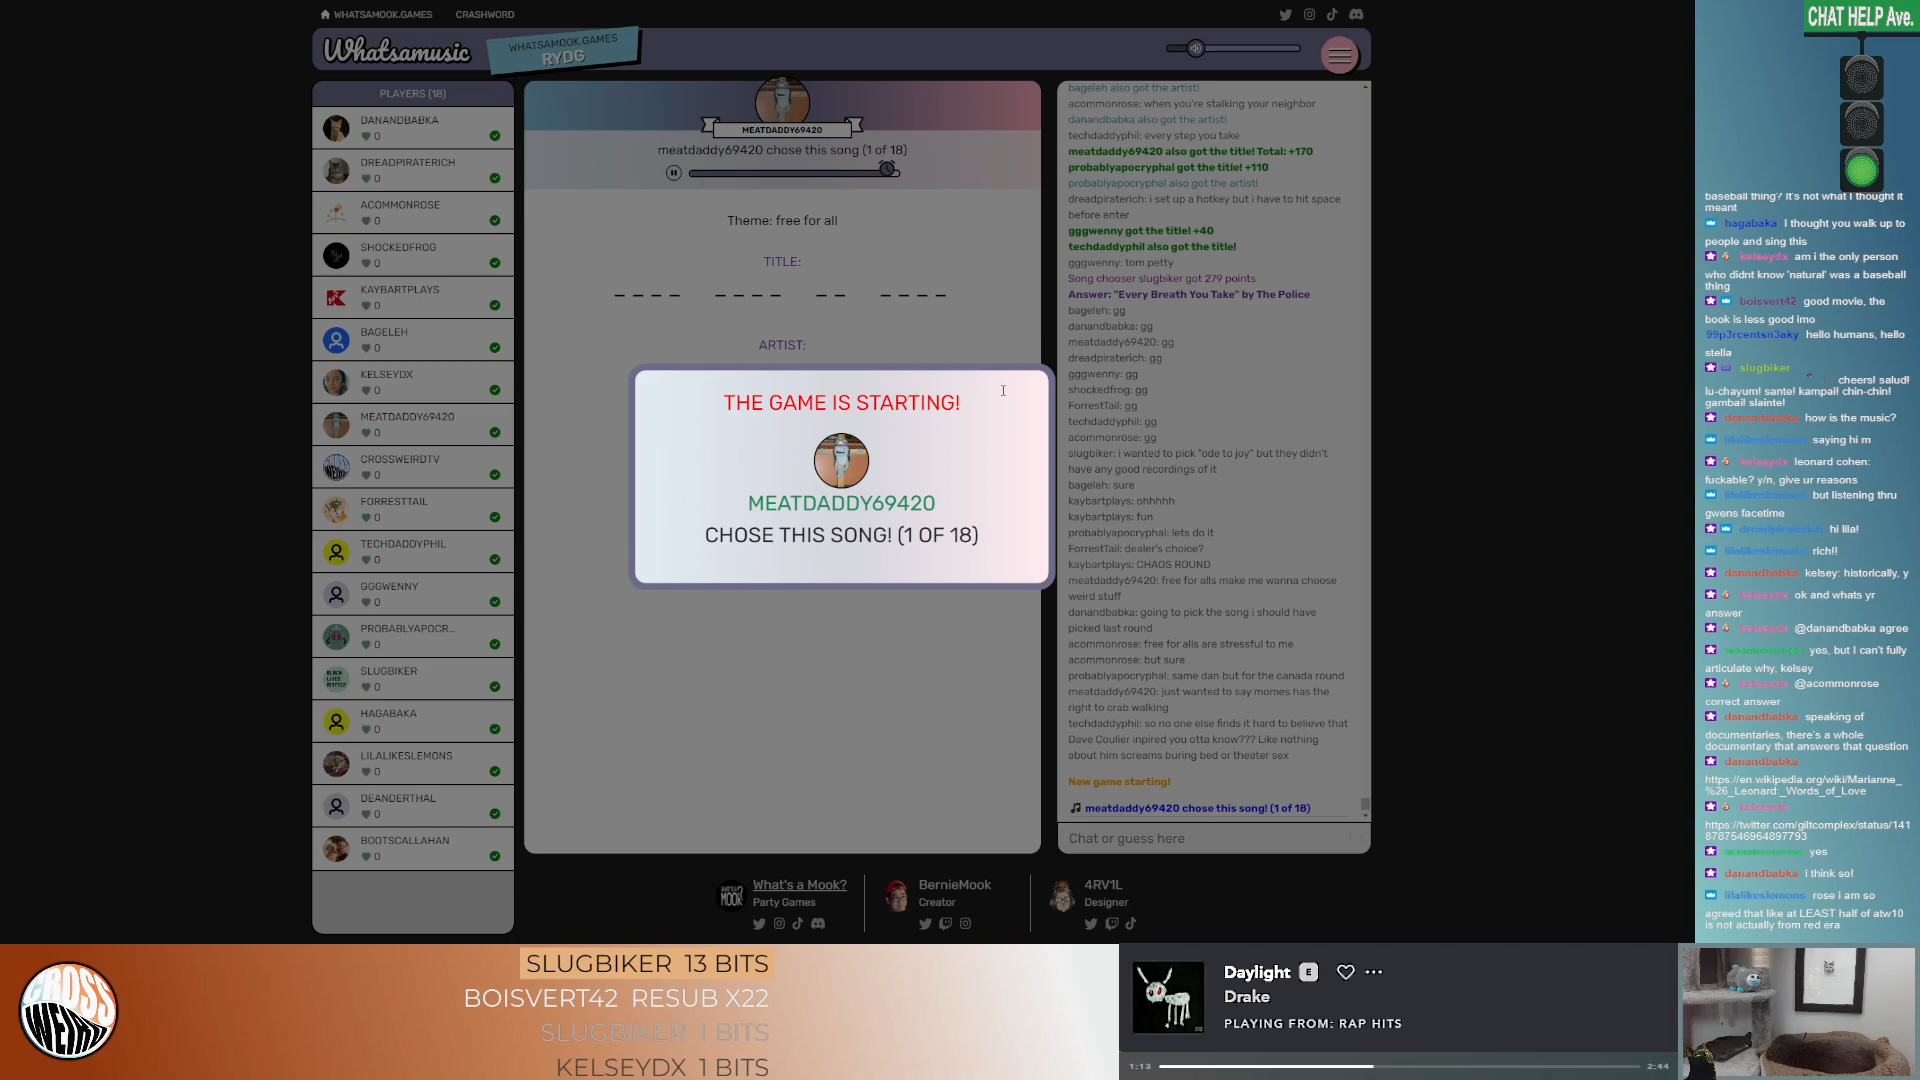 WHATSAMOOK.GAMES
CRASHWORD
Whatsamusic
WHATSAMOOK.GAMES
RYDG
PLAYERS (18)
DANANDBABKA
0
DREADPIRATERICH
0
ACOMMONROSE
0
SHOCKEDFROG
0
KAYBARTPLAYS
0
BAGELEH
0
KELSEYDX
0
MEATDADDY69420
0
CROSSWEIRDTV
0
FORRESTTAIL
0
TECHDADDYPHIL
0
GGGWENNY
0
PROBABLYAPOCR...
0
SLUGBIKER
0
HAGABAKA
0
LILALIKESLEMONS
0
DEANDERTHAL
0
BOOTSCALLAHAN
0
MEATDADDY69420
meatdaddy69420 chose this song (1 of 18)
Theme: free for all
TITLE:
_ _ _ _   _ _ _ _   _ _   _ _ _ _
ARTIST:
THE GAME IS STARTING!
MEATDADDY69420
CHOSE THIS SONG! (1 OF 18)
bageleh also got the artist!
acommonrose: when you're stalking your neighbor
danandbabka also got the artist!
techdaddyphil: every step you take
meatdaddy69420 also got the title! Total: +170
probablyapocryphal got the title! +110
probablyapocryphal also got the artist!
dreadpiraterich: i set up a hotkey but i have to hit space
before enter
gggwenny got the title! +40
techdaddyphil also got the title!
gggwenny: tom petty
Song chooser slugbiker got 279 points
Answer: "Every Breath You Take" by The Police
bageleh: gg
danandbabka: gg
meatdaddy69420: gg
dreadpiraterich: gg
gggwenny: gg
shockedfrog: gg
ForrestTail: gg
techdaddyphil: gg
acommonrose: gg
slugbiker: i wanted to pick "ode to joy" but they didn't
have any good recordings of it
bageleh: sure
kaybartplays: ohhhhh
kaybartplays: fun
probablyapocryphal: lets do it
ForrestTail: dealer's choice?
kaybartplays: CHAOS ROUND
meatdaddy69420: free for alls make me wanna choose
weird stuff
danandbabka: going to pick the song i should have
picked last round
acommonrose: free for alls are stressful to me
acommonrose: but sure
probablyapocryphal: same dan but for the canada round
meatdaddy69420: just wanted to say momes has the
right to crab walking
techdaddyphil: so no one else finds it hard to believe that
Dave Coulier inpired you otta know??? Like nothing
about him screams buring bed or theater sex
New game starting!
meatdaddy69420 chose this song! (1 of 18)
Chat or guess here
What's a Mook?
Party Games
BernieMook
Creator
4RV1L
Designer
CHAT HELP Ave.
baseball thing? It's not what I thought it
meant
hagabaka I thought you walk up to
people and sing this
kelseydx am i the only person
who didnt know 'natural' was a baseball
thing
boisvert42 good movie, the
book is less good imo
99p3rcentsn3aky hello humans, hello
stella
slugbiker cheers! salud!
lu-chayum! sante! kampai! chin-chin!
gambai! slainte!
danandbabka how is the music?
lilalikeslemons saying hi m
kelseydx leonard cohen:
fuckable? y/n, give ur reasons
lilalikeslemons but listening thru
gwens facetime
dreadpiraterich hi lila!
lilalikeslemons rich!!
danandbabka kelsey: historically, y
kelseydx ok and whats yr
answer
kelseydx @danandbabka agree
acommonrose yes, but I can't fully
articulate why, kelsey
kelseydx @acommonrose
correct answer
danandbabka speaking of
documentaries, there's a whole
documentary that answers that question
danandbabka
https://en.wikipedia.org/wiki/Marianne_
%26_Leonard:_Words_of_Love
kelseydx
https://twitter.com/giltcomplex/status/141
8787546964897793
acommonrose yes
danandbabka i think so!
lilalikeslemons rose i am so
agreed that like at LEAST half of atw10
is not actually from red era
CROSS
WEIRD
SLUGBIKER 13 BITS
BOISVERT42 RESUB X22
SLUGBIKER 1 BITS
KELSEYDX 1 BITS
Daylight E
Drake
PLAYING FROM: RAP HITS
1:13
2:44